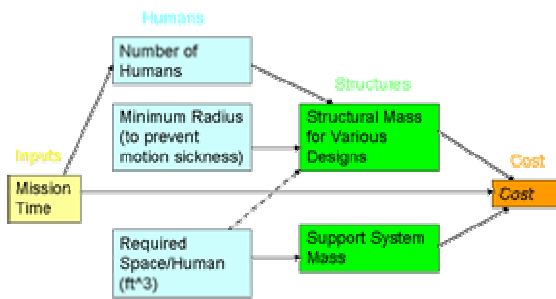 Humans
Number of
Humans
Structures
Minimum Radius
(to prevent
motion sickness)
Structural Mass
for Various
Designs
Inputs
Mission
Time
Cost
Cost
Required
Space/Human
(ft^3)
Support System
Mass